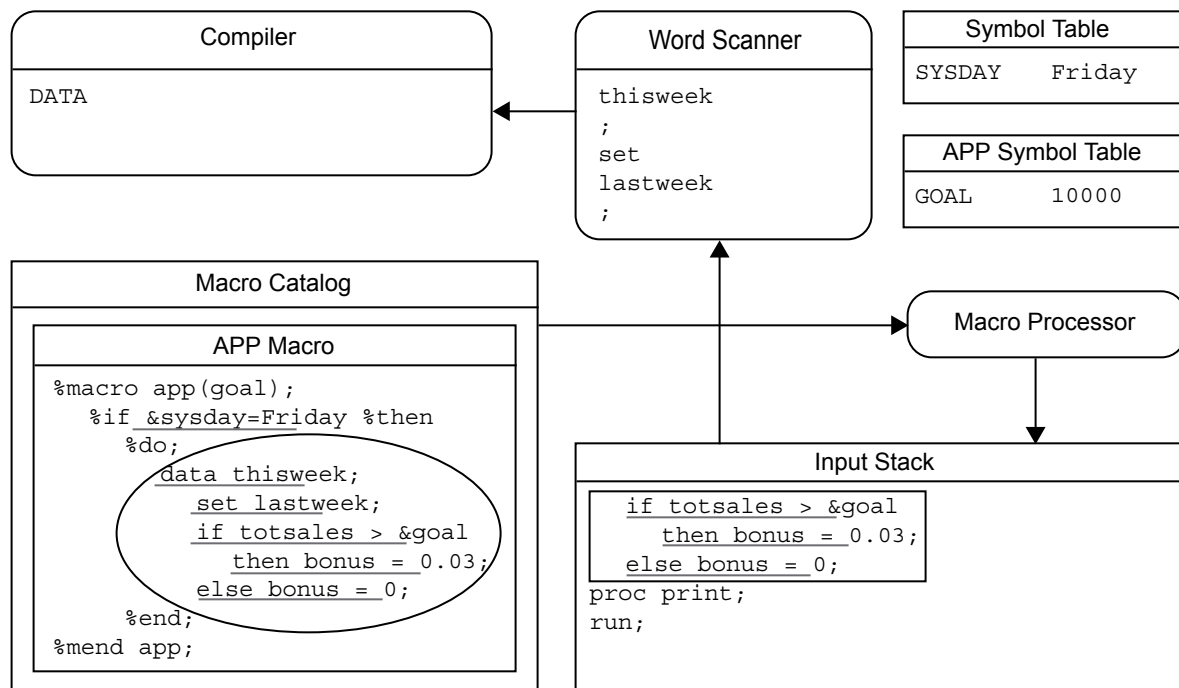 Compiler
DATA
Word Scanner
thisweek
;
set
lastweek
;
Symbol Table
SYSDAY Friday
APP Symbol Table
GOAL 10000
Macro Catalog
APP Macro
%macro app(goal);
%if &sysday=Friday %then
%do;
data thisweek;
set lastweek;
if totsales > &goal
then bonus = 0.03;
else bonus = 0;
%end;
%mend app;
Macro Processor
Input Stack
if totsales > &goal
then bonus = 0.03;
else bonus = 0;
proc print;
run;